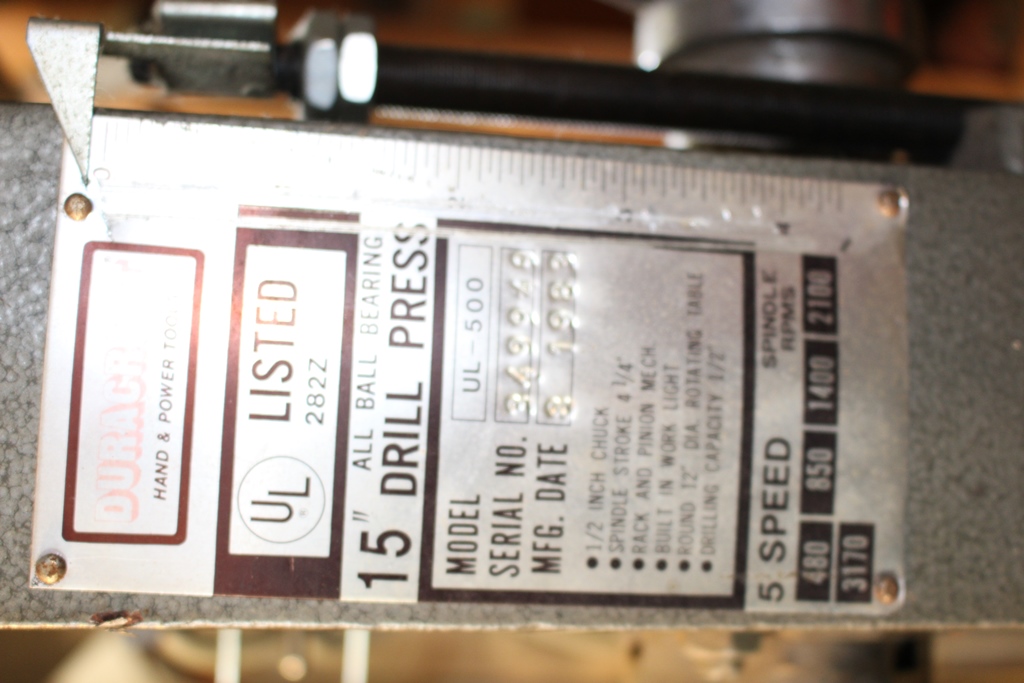 DURACR
HAND & POWER TOOLS
UL
®
LISTED
282Z
ALL BALL BEARING
15" DRILL PRESS
MODEL UL-500
SERIAL NO.
MFG. DATE 8 1983
• 1/2 INCH CHUCK
• SPINDLE STROKE 4 1/4"
• RACK AND PINION MECH.
• BUILT IN WORK LIGHT
• ROUND 12" DIA. ROTATING TABLE
• DRILLING CAPACITY 1/2"
5 SPEED SPINDLE RPMS
480 850 1400 2100
3170